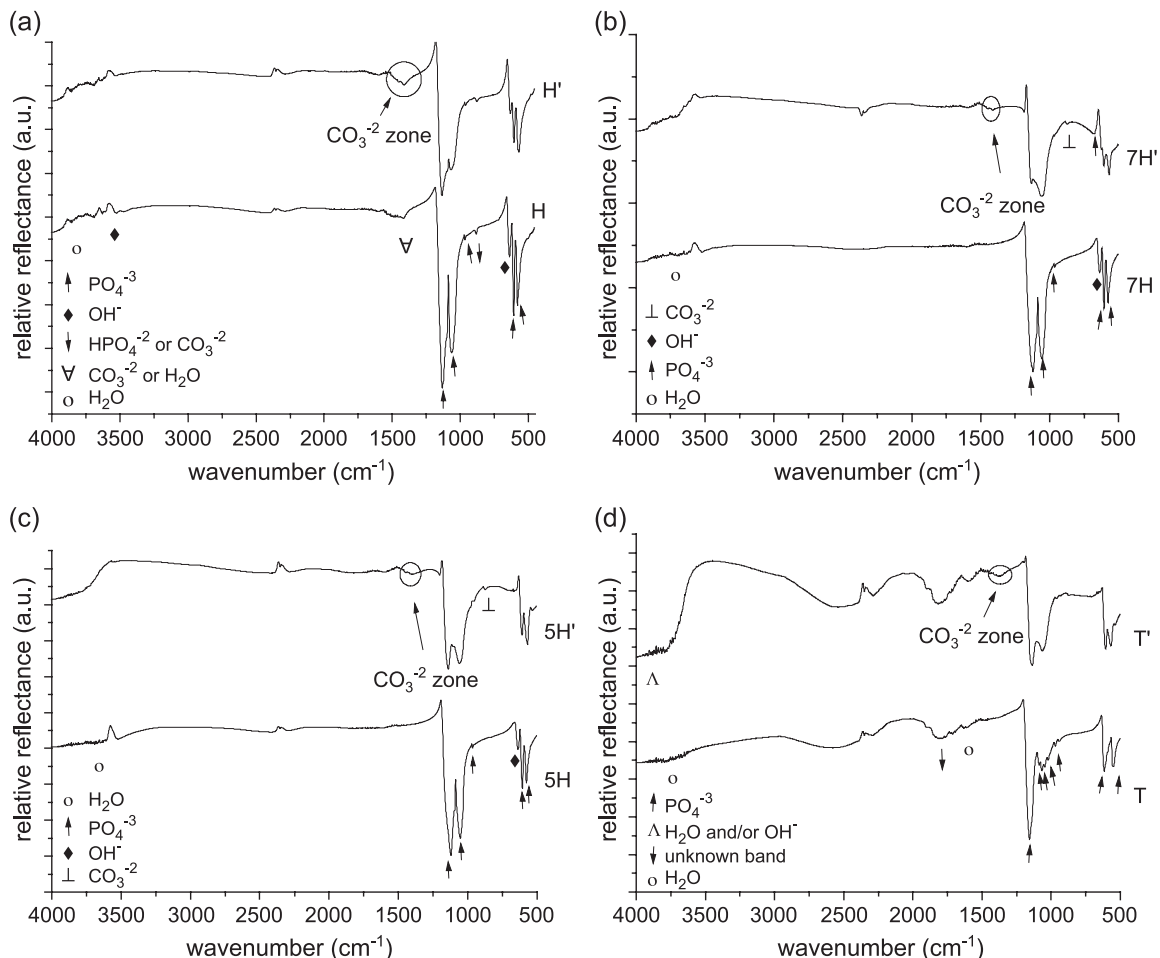 (a)
relative reflectance (a.u.)
H'
CO₃⁻² zone
H
∀
o ◆
↑ PO₄⁻³
◆ OH⁻
↓ HPO₄⁻² or CO₃⁻²
∀ CO₃⁻² or H₂O
o H₂O
4000 3500 3000 2500 2000 1500 1000 500
wavenumber (cm⁻¹)
(b)
relative reflectance (a.u.)
⊥
7H'
CO₃⁻² zone
7H
o
⊥ CO₃⁻²
◆ OH⁻
↑ PO₄⁻³
o H₂O
4000 3500 3000 2500 2000 1500 1000 500
wavenumber (cm⁻¹)
(c)
relative reflectance (a.u.)
⊥
5H'
CO₃⁻² zone
5H
o
o H₂O
↑ PO₄⁻³
◆ OH⁻
⊥ CO₃⁻²
4000 3500 3000 2500 2000 1500 1000 500
wavenumber (cm⁻¹)
(d)
relative reflectance (a.u.)
T'
CO₃⁻² zone
Λ
o
o
T
↑ PO₄⁻³
Λ H₂O and/or OH⁻
↓ unknown band
o H₂O
4000 3500 3000 2500 2000 1500 1000 500
wavenumber (cm⁻¹)